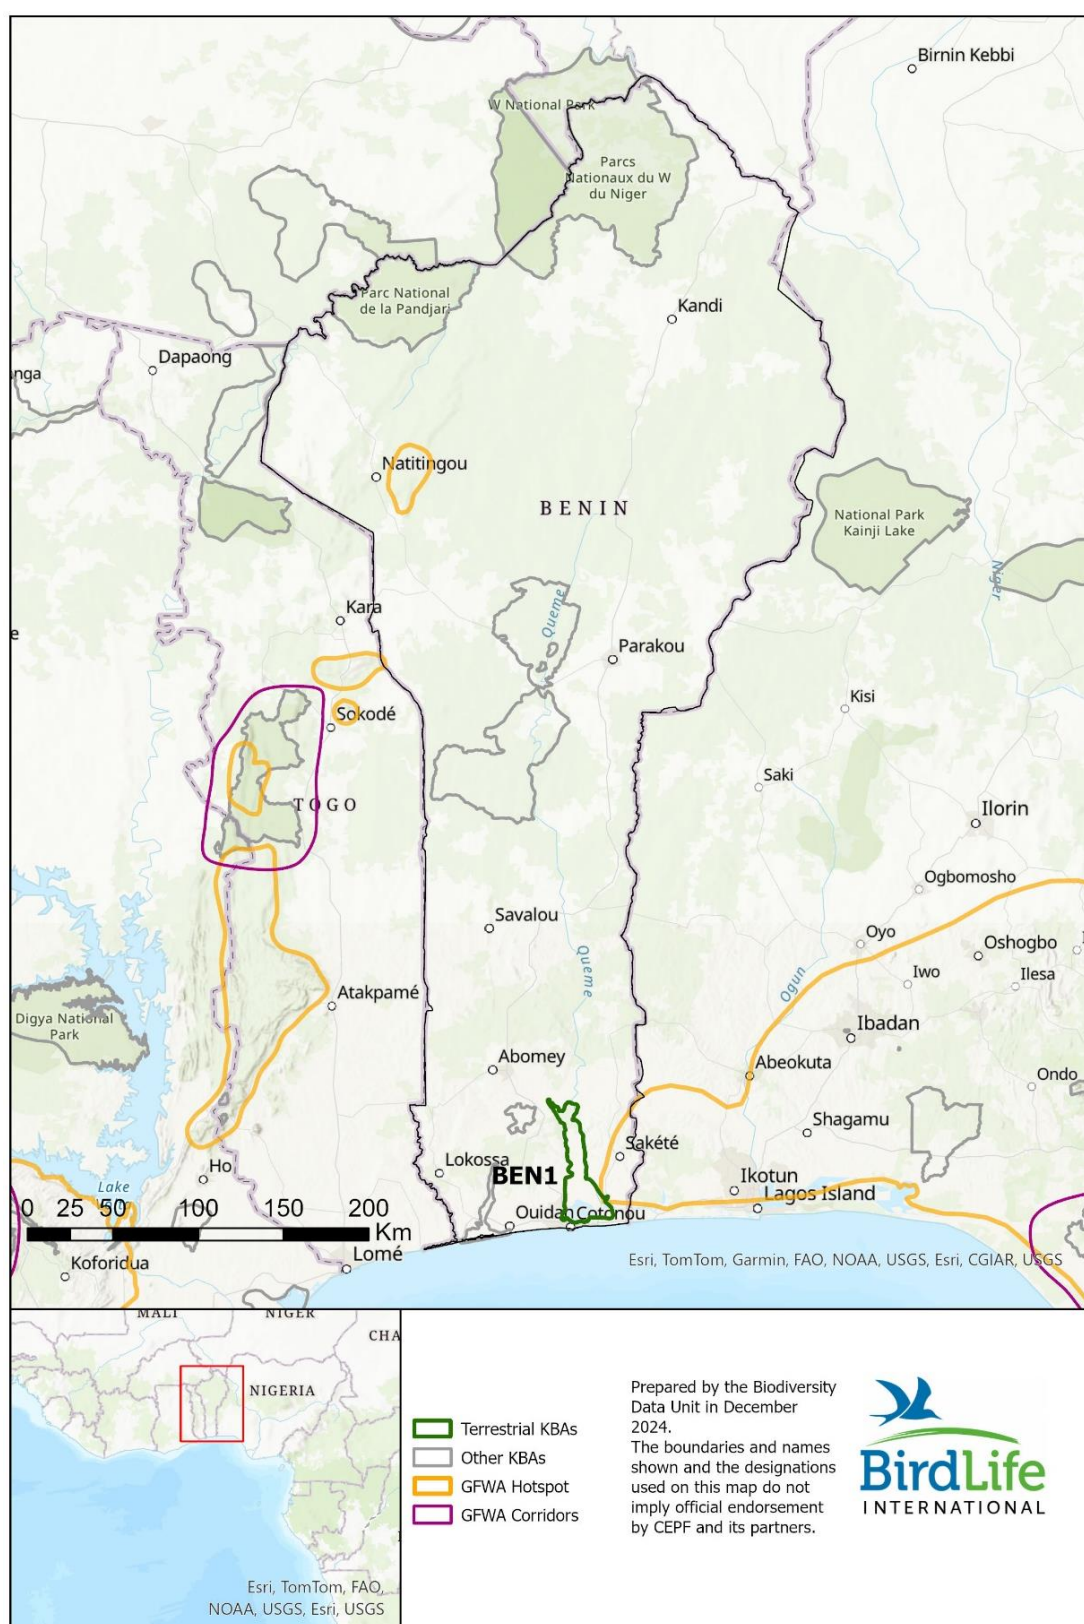 Birnin Kebbi
W National Park
Parcs
Nationaux du W
du Niger
Parc National
de la Pandjari
Kandi
Dapaong
nga
Natitingou
BENIN
National Park
Kainji Lake
Niger
Kara
e
Queme
Parakou
Kisi
Sokodé
Saki
TOGO
Ilorin
Ogbomosho
Savalou
Oyo
Oshogbo
Queme
Iwo
Ilesa
Ogun
Atakpamé
Digya National
Park
Ibadan
Abomey
Abeokuta
Ondo
Shagamu
Sakété
Lokossa
BEN1
Ho
Ikotun
Lake
Lagos Island
0 25 50 100 150 200
Km
Ouidah
Cotonou
Lomé
Koforidua
Esri, TomTom, Garmin, FAO, NOAA, USGS, Esri, CGIAR, USGS
MALI
NIGER
CHA
NIGERIA
Esri, TomTom, FAO,
NOAA, USGS, Esri, USGS
Terrestrial KBAs
Other KBAs
GFWA Hotspot
GFWA Corridors
Prepared by the Biodiversity
Data Unit in December
2024.
The boundaries and names
shown and the designations
used on this map do not
imply official endorsement
by CEPF and its partners.
BirdLife
INTERNATIONAL